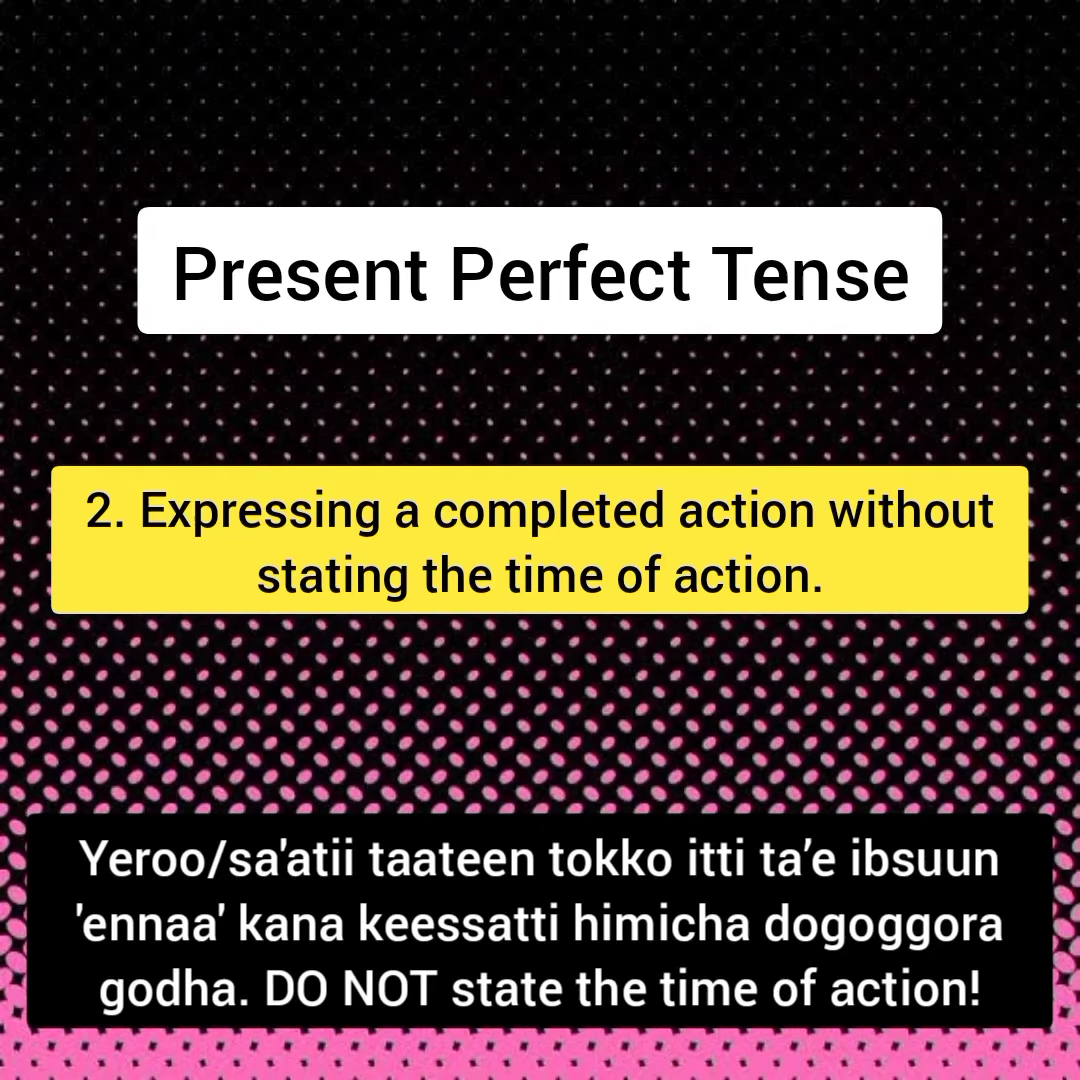 Present Perfect Tense
2. Expressing a completed action without
stating the time of action.
Yeroo/sa'atii taateen tokko itti ta’e ibsuun
'ennaa' kana keessatti himicha dogoggora
godha. DO NOT state the time of action!